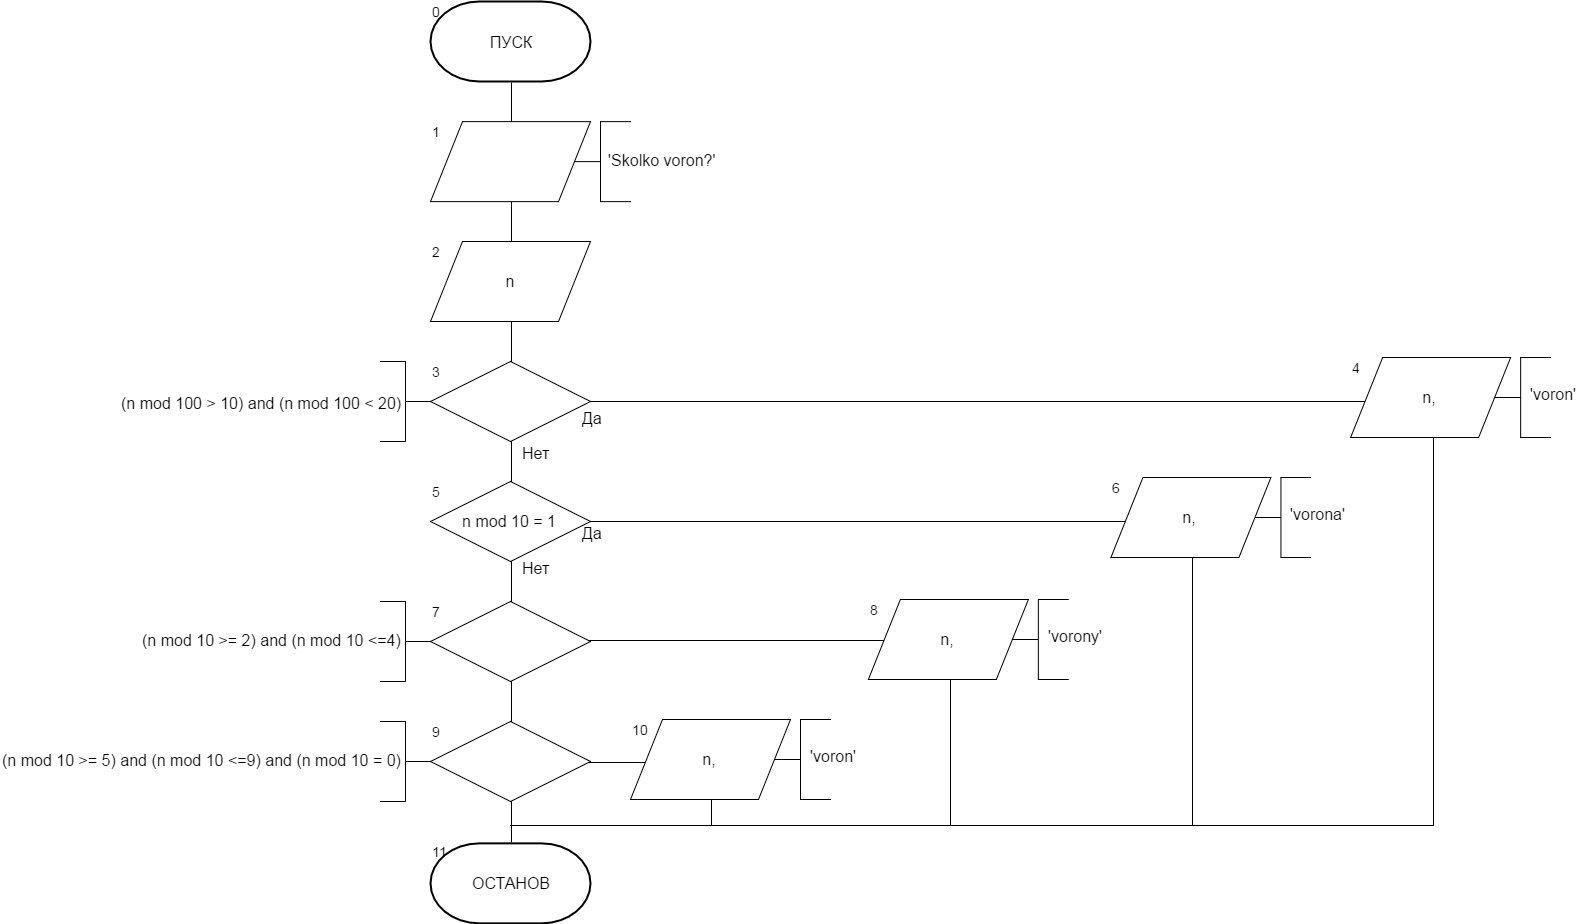 0
ПУСК
1
'Skolko voron?'
2
n
3
(n mod 100 > 10) and (n mod 100 < 20)
Да
Нет
4
n,
'voron'
5
n mod 10 = 1
Да
Нет
6
n,
'vorona'
7
(n mod 10 >= 2) and (n mod 10 <=4)
8
n,
'vorony'
9
(n mod 10 >= 5) and (n mod 10 <=9) and (n mod 10 = 0)
10
n,
'voron'
11
ОСТАНОВ